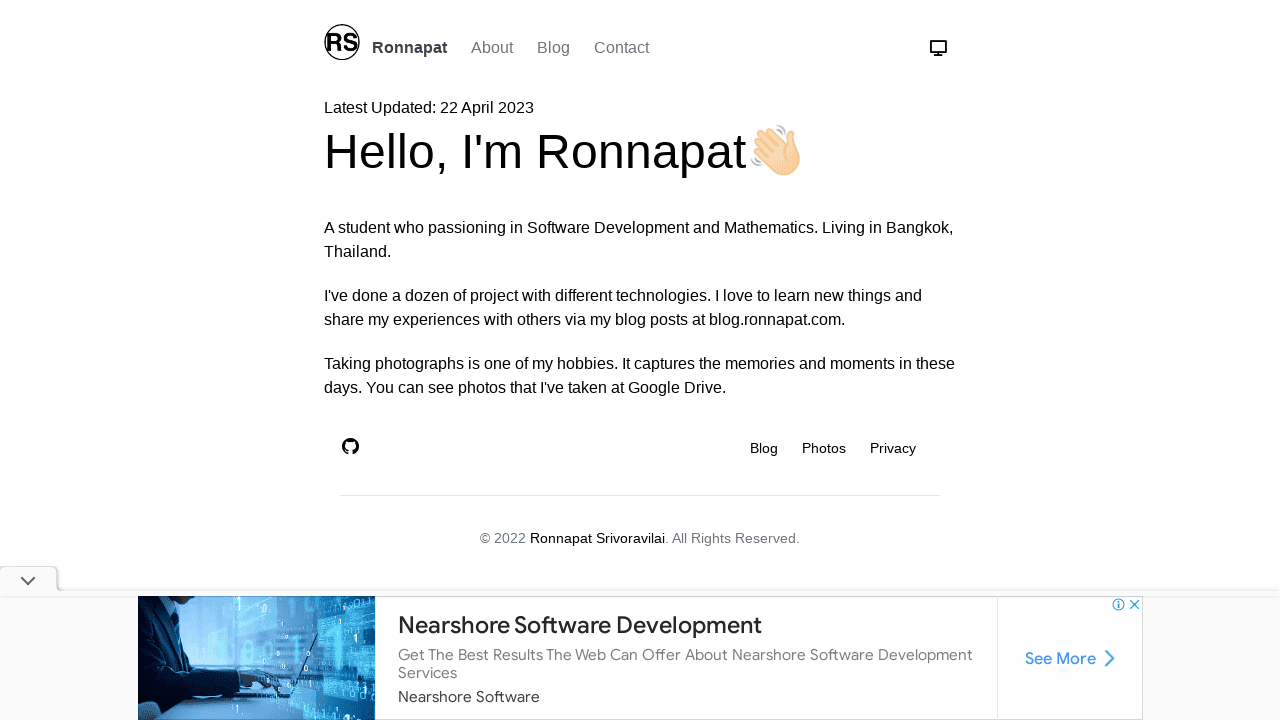 RS
Ronnapat About Blog Contact
Latest Updated: 22 April 2023
Hello, I'm Ronnapat👋🏻
A student who passioning in Software Development and Mathematics. Living in Bangkok,
Thailand.
I've done a dozen of project with different technologies. I love to learn new things and
share my experiences with others via my blog posts at blog.ronnapat.com.
Taking photographs is one of my hobbies. It captures the memories and moments in these
days. You can see photos that I've taken at Google Drive.
Blog Photos Privacy
© 2022 Ronnapat Srivoravilai. All Rights Reserved.
Nearshore Software Development
Get The Best Results The Web Can Offer About Nearshore Software Development
Services
Nearshore Software
See More